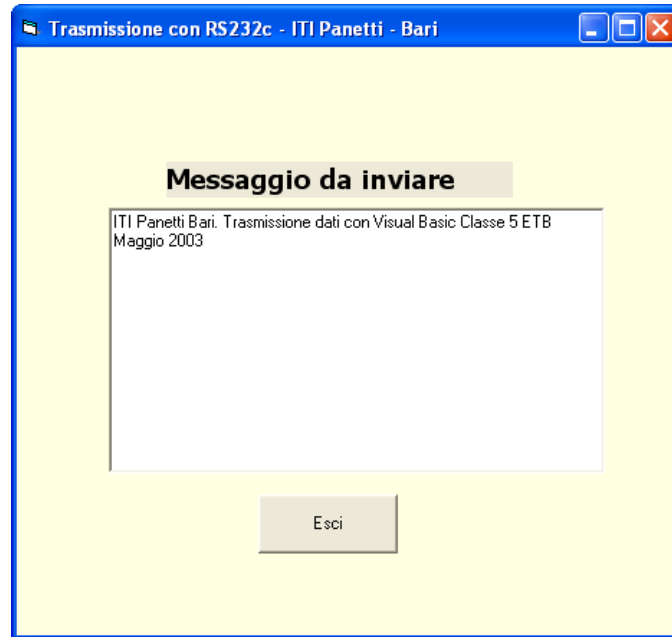 Trasmissione con RS232c - ITI Panetti - Bari
Messaggio da inviare
ITI Panetti Bari. Trasmissione dati con Visual Basic Classe 5 ETB
Maggio 2003
Esci